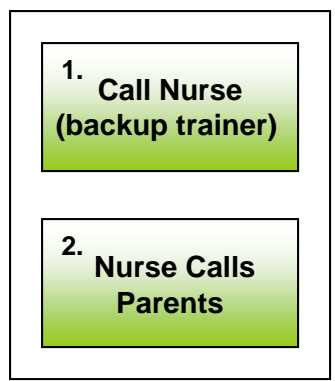 1.
Call Nurse
(backup trainer)
2.
Nurse Calls
Parents